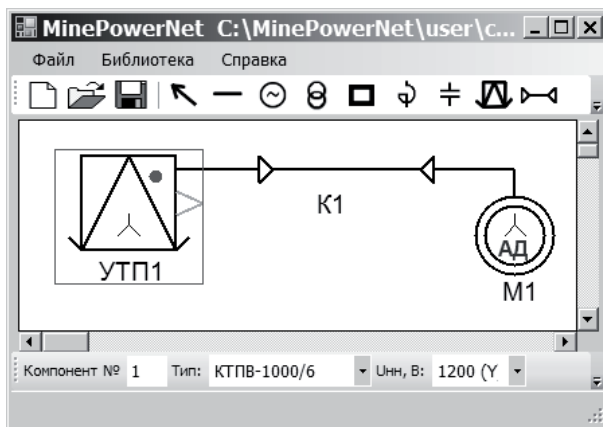 MinePowerNet C:\MinePowerNet\user\c...
Файл Библиотека Справка
К1
АД
УТП1
М1
Компонент № 1 Тип: КТПВ-1000/6 Uнн, В: 1200 (Y